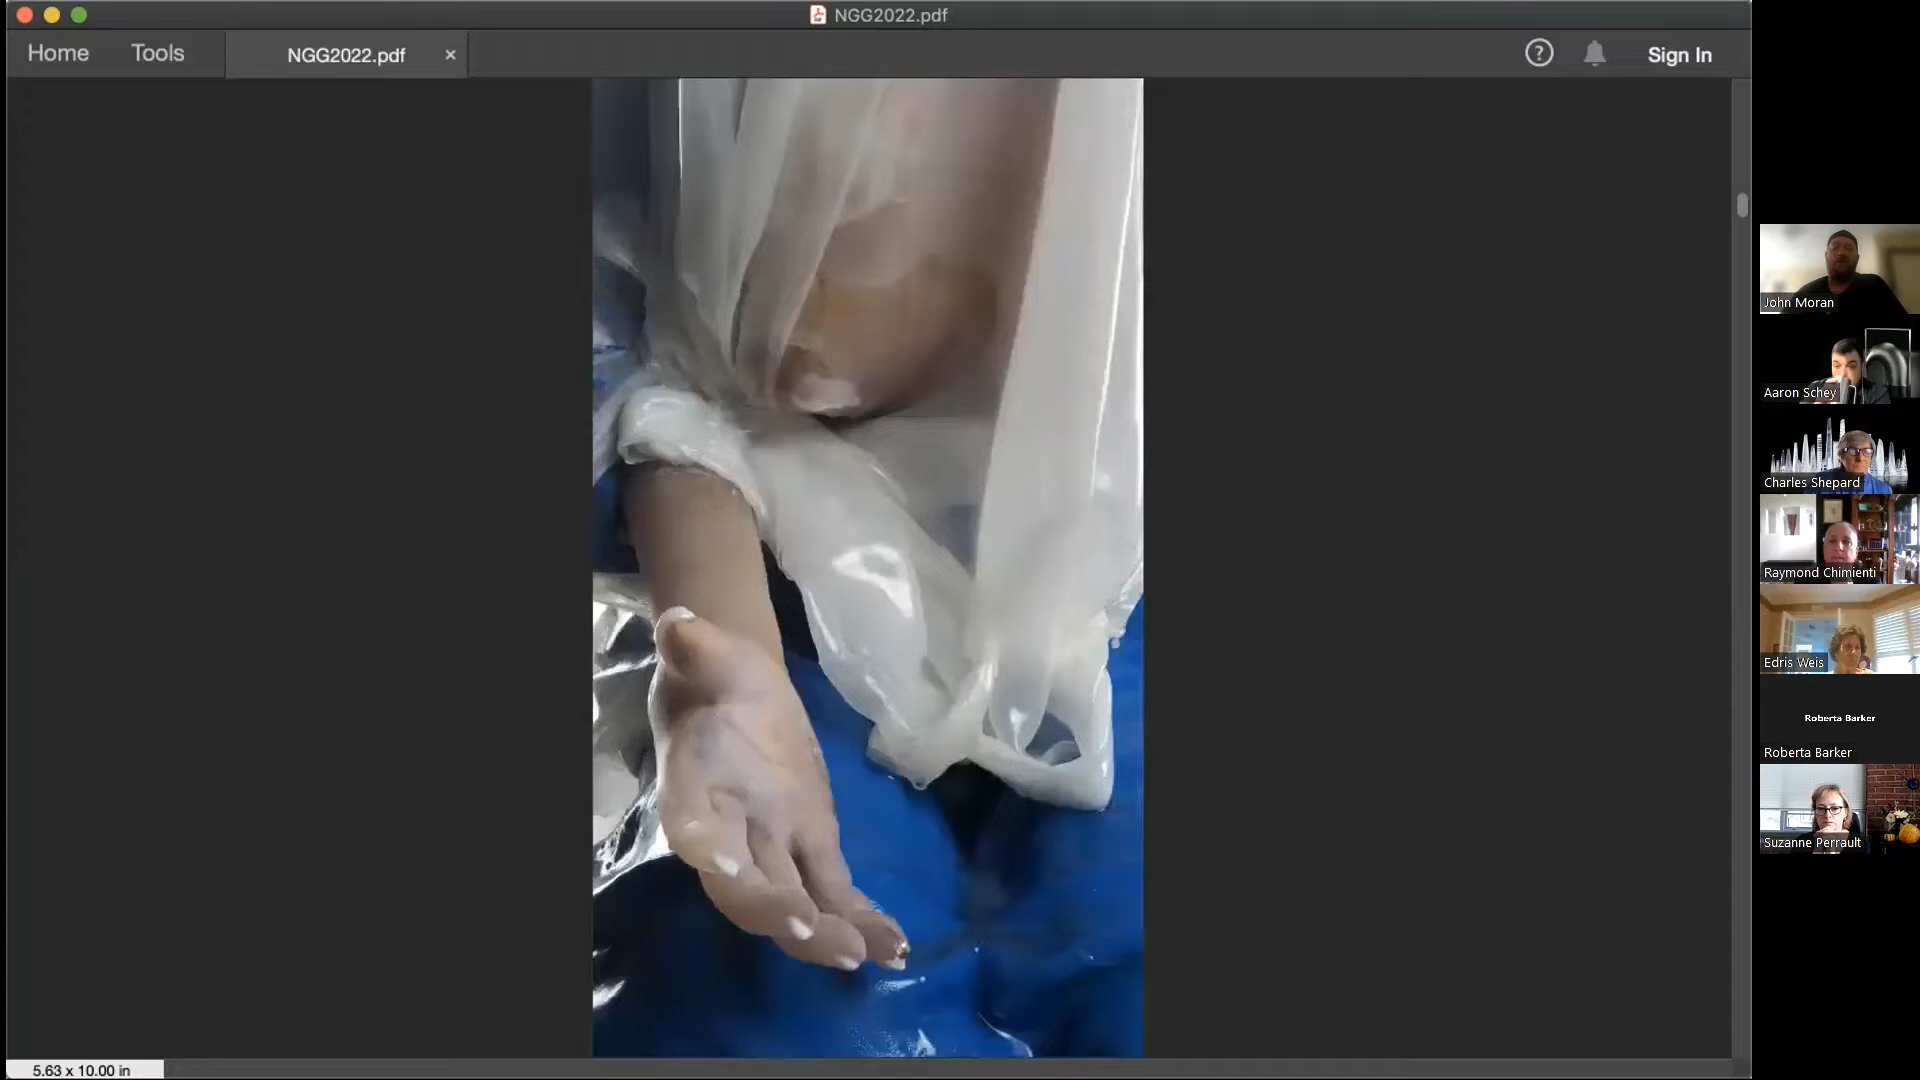 NGG2022.pdf
Home
Tools
NGG2022.pdf
Sign In
John Moran
Aaron Schey
Charles Shepard
Raymond Chimienti
Edris Weis
Roberta Barker
Roberta Barker
Suzanne Perrault
5.63 x 10.00 in